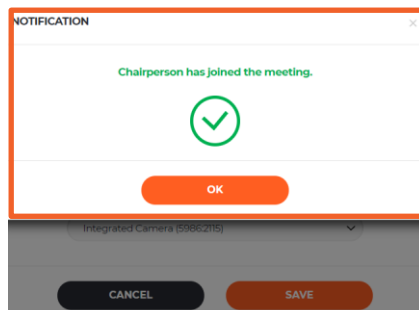 NOTIFICATION
×
Chairperson has joined the meeting.
OK
Integrated Camera (5986:2115)
CANCEL
SAVE